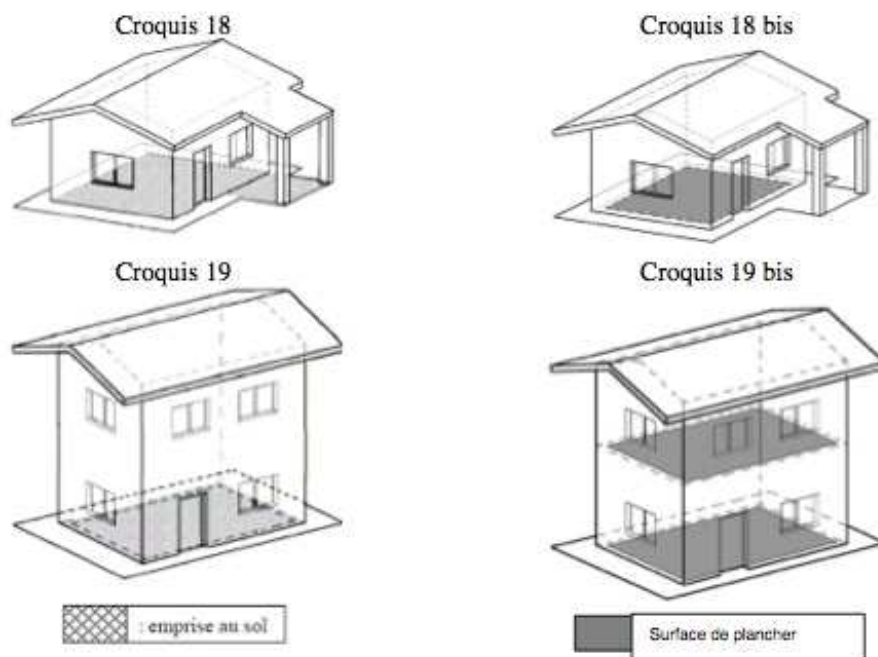 Croquis 18
Croquis 18 bis
Croquis 19
Croquis 19 bis
: emprise au sol
Surface de plancher